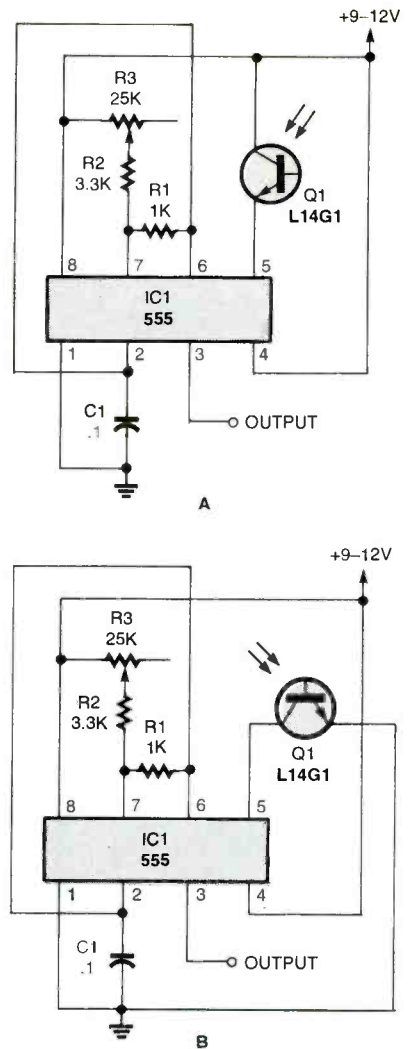 +9–12V
R3
25K
R2
3.3K
R1
1K
Q1
L14G1
8
7
6
5
IC1
555
1
2
3
4
C1
.1
OUTPUT
A
+9–12V
R3
25K
R2
3.3K
R1
1K
Q1
L14G1
8
7
6
5
IC1
555
1
2
3
4
C1
.1
OUTPUT
B